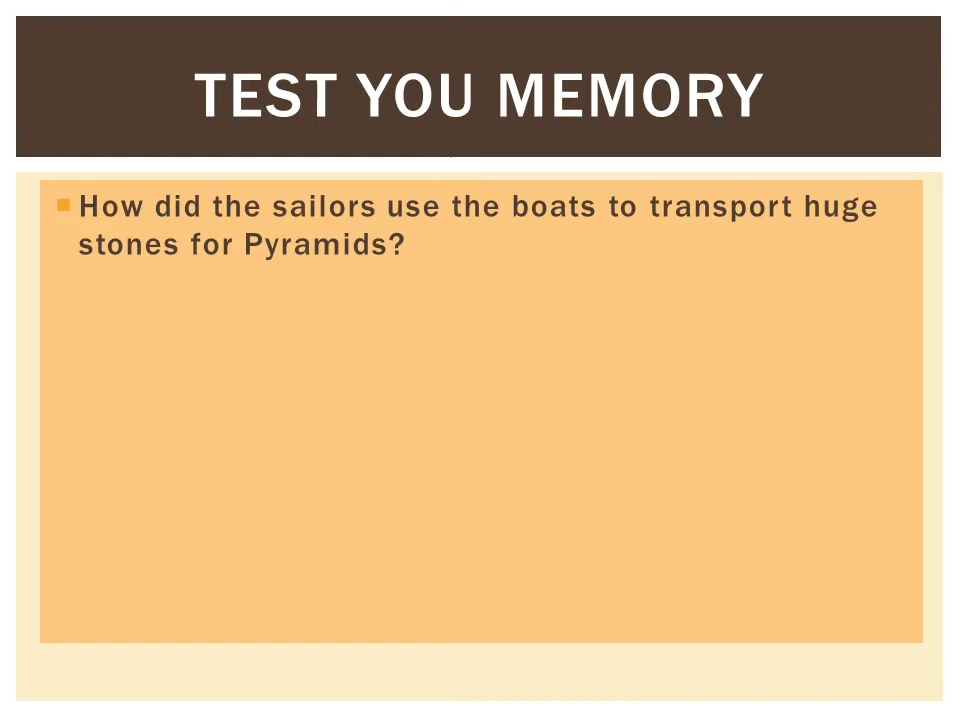 TEST YOU MEMORY
How did the sailors use the boats to transport huge
stones for Pyramids?